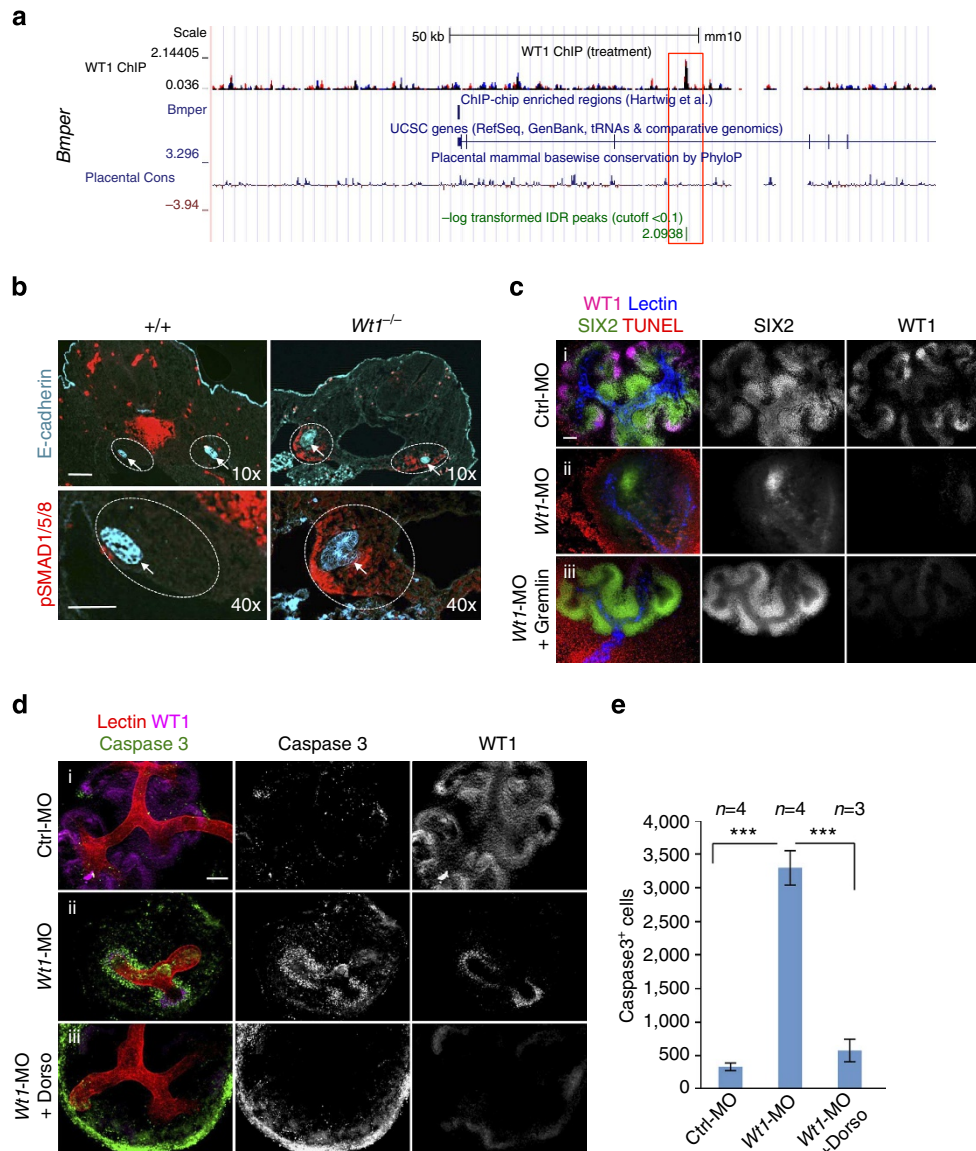 a
Scale
50 kb
mm10
2.14405
WT1 ChIP (treatment)
WT1 ChIP
0.036
ChIP-chip enriched regions (Hartwig et al.)
Bmper
Bmper
UCSC genes (RefSeq, GenBank, tRNAs & comparative genomics)
3.296
Placental mammal basewise conservation by PhyloP
Placental Cons
–3.94
–log transformed IDR peaks (cutoff <0.1)
2.0938
b
+/+
Wt1–/–
E-cadherin
10x
10x
pSMAD1/5/8
40x
40x
c
WT1 Lectin
SIX2 TUNEL
SIX2
WT1
i
Ctrl-MO
ii
Wt1-MO
iii
Wt1-MO
+ Gremlin
d
Lectin WT1
Caspase 3
Caspase 3
WT1
i
Ctrl-MO
ii
Wt1-MO
iii
Wt1-MO
+ Dorso
e
n=4
n=4
n=3
***
***
4,000
3,500
3,000
2,500
2,000
1,500
1,000
500
0
Caspase3+ cells
Ctrl-MO
Wt1-MO
Wt1-MO
+Dorso